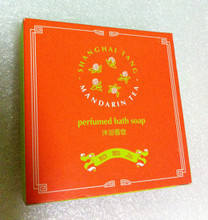 SHANGHAI TANG
MANDARIN TEA
perfumed bath soap
沐浴香皂